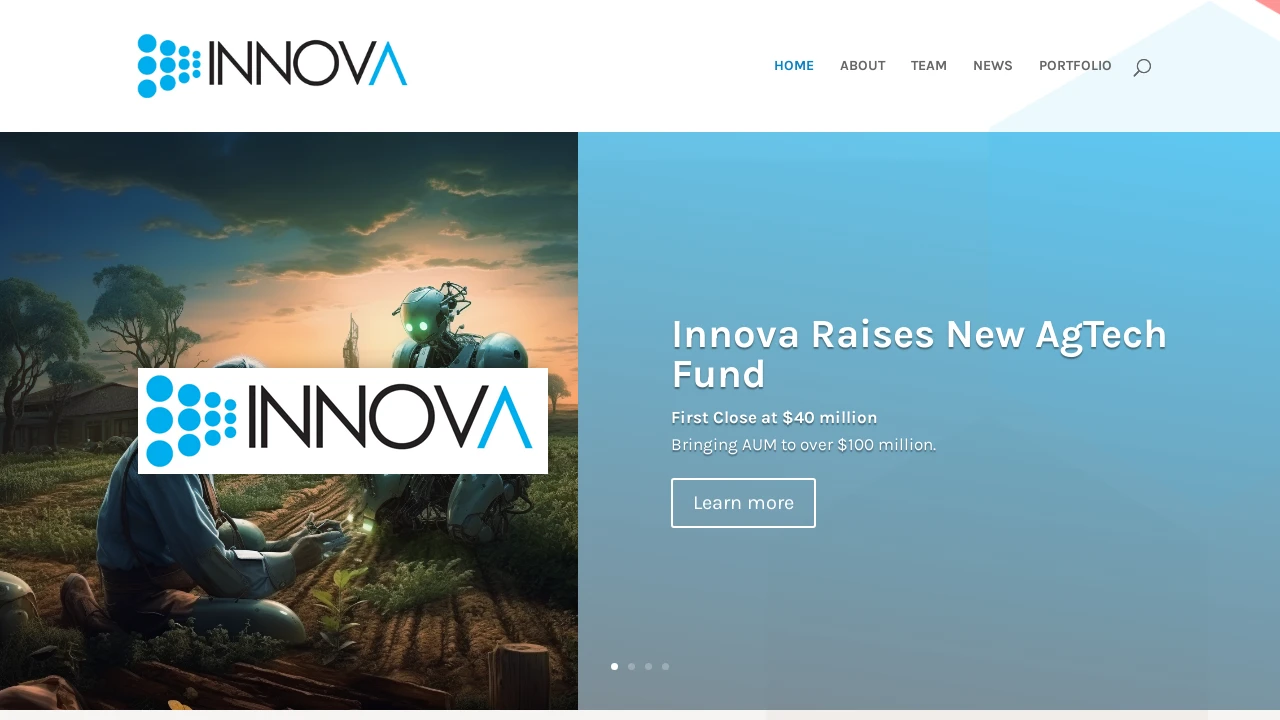 INNOVA
HOME ABOUT TEAM NEWS PORTFOLIO
INNOVA
Innova Raises New AgTech
Fund
First Close at $40 million
Bringing AUM to over $100 million.
Learn more